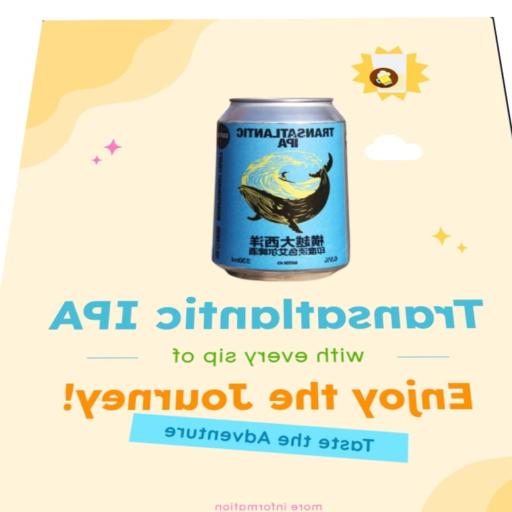 TRANSATLANTIC
IPA
横越大西洋
印度淡色艾尔啤酒
6.5%
330ml
Transatlantic IPA
with every sip of
Enjoy the Journey!
Taste the Adventure
more information